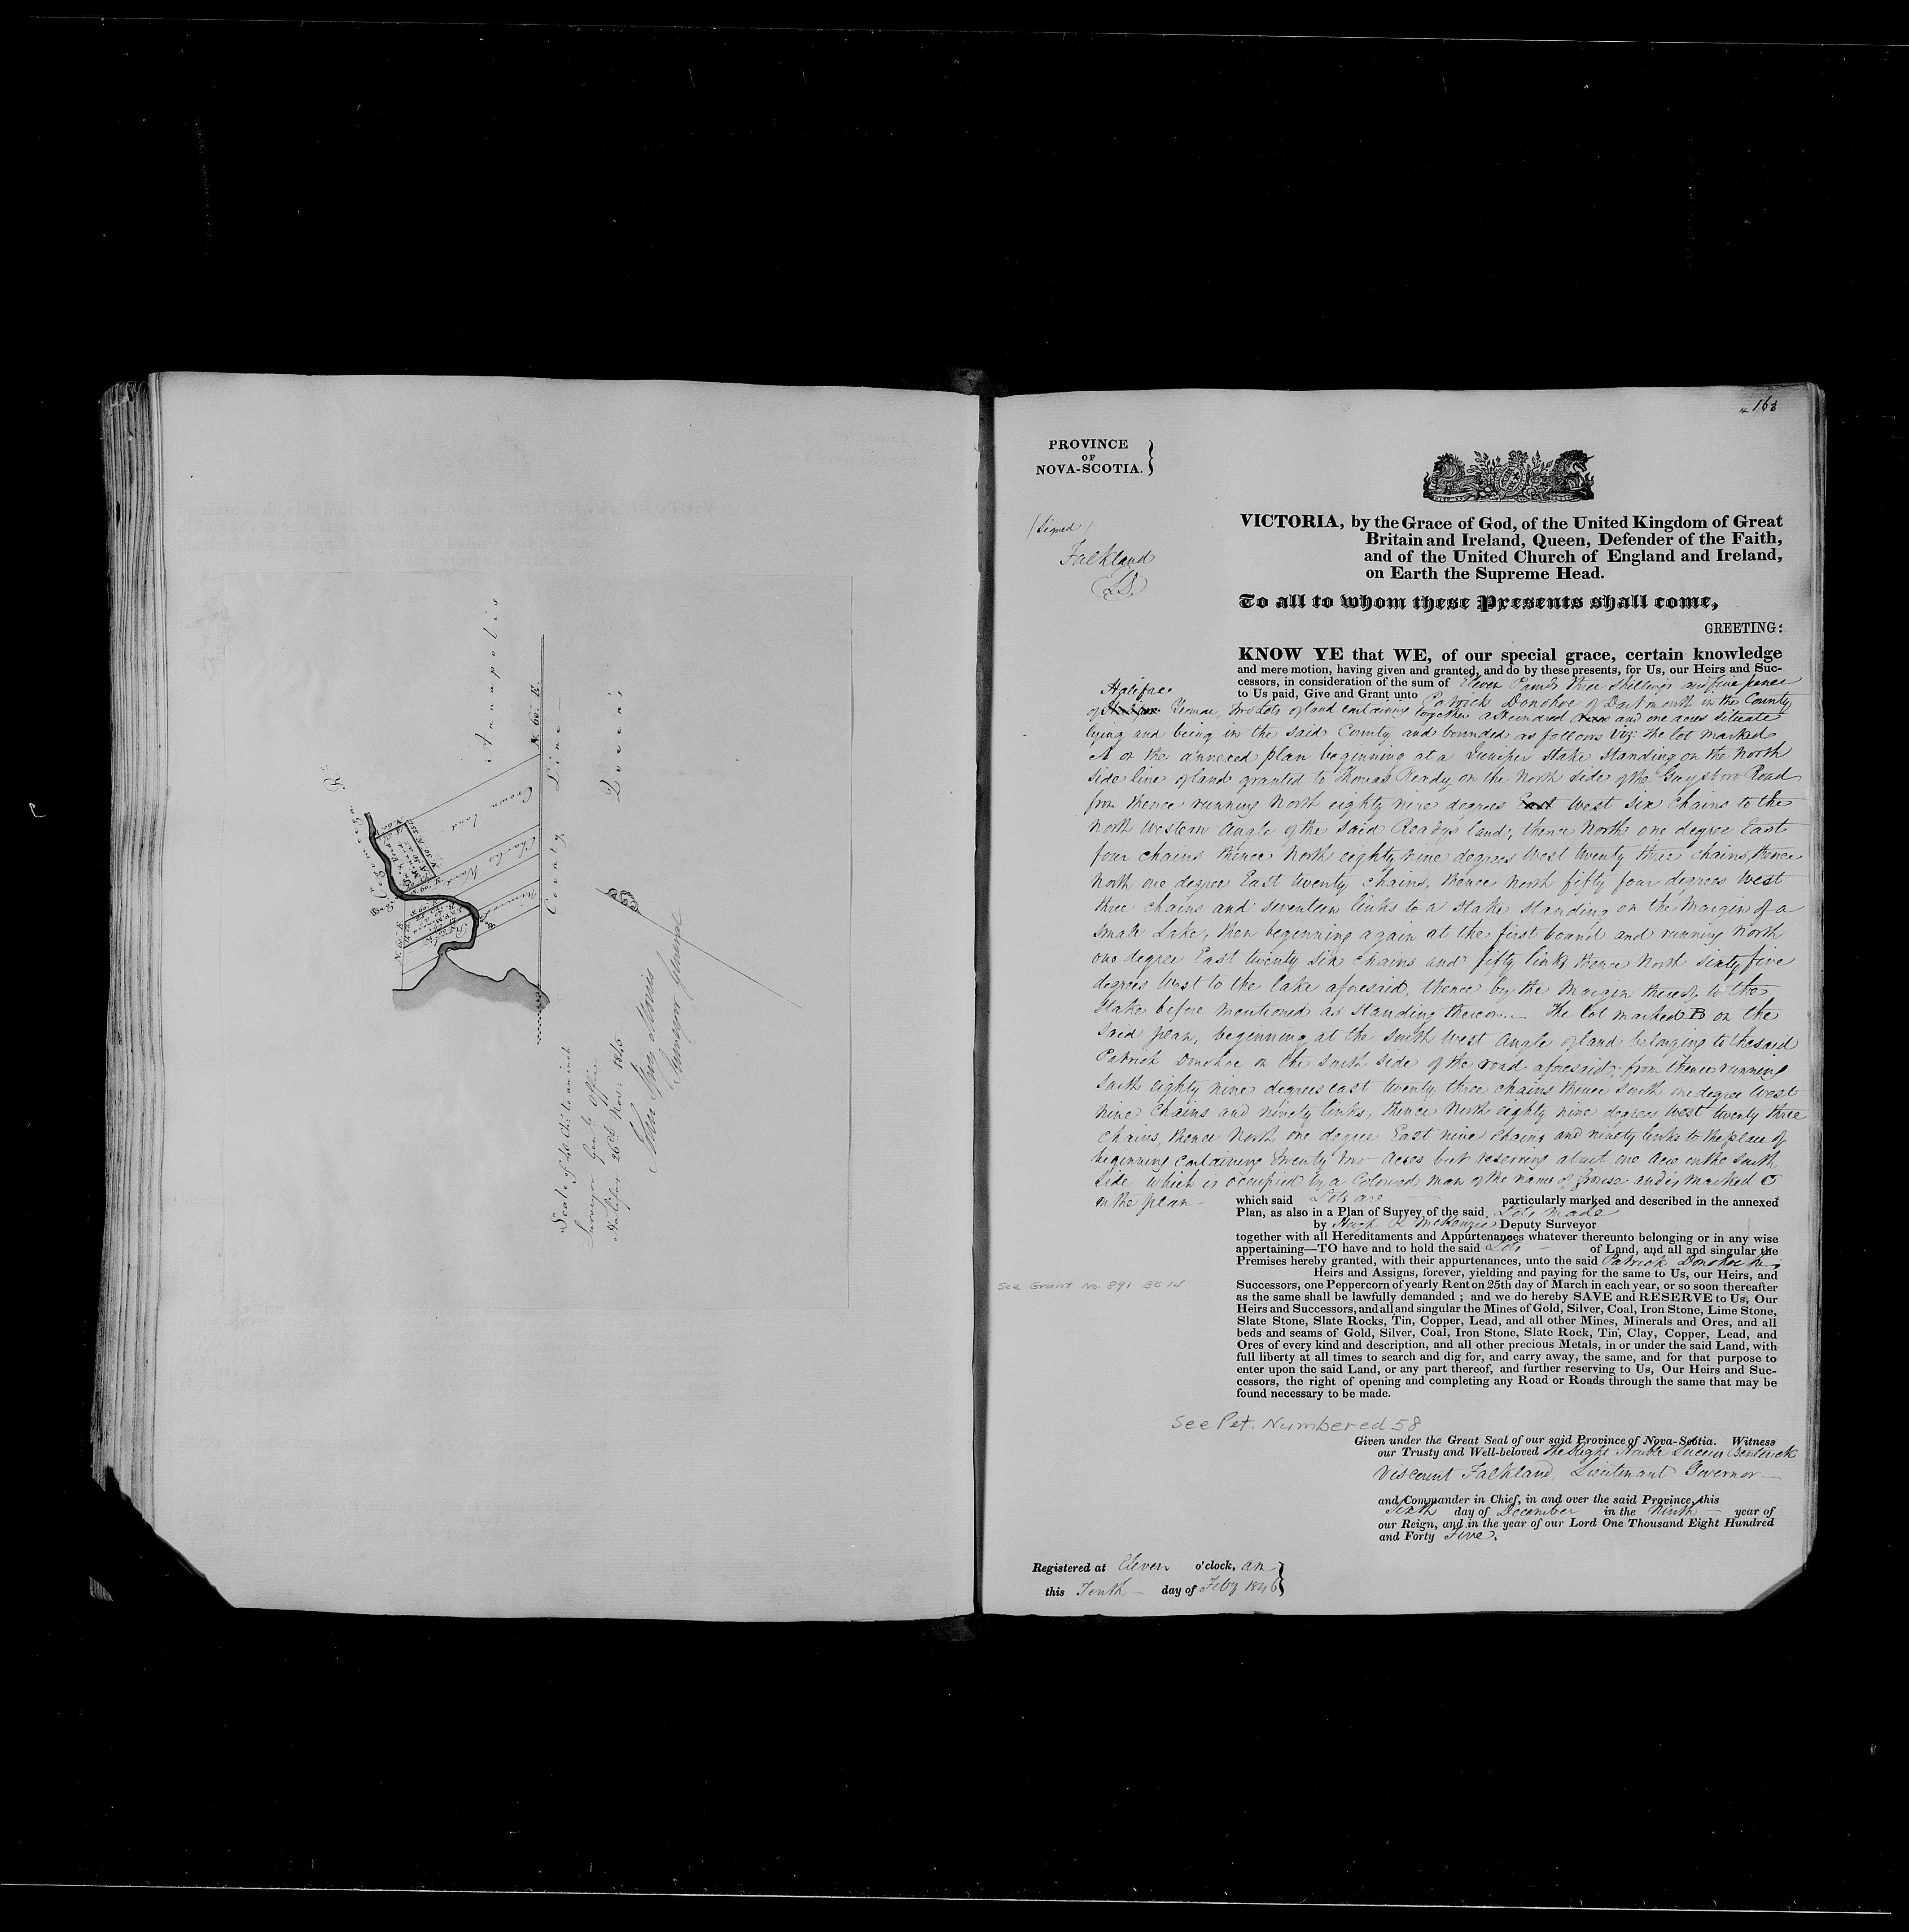 Annapolis
N. 60. E.
Crown land
County Line
Charles Ward
Queen's
Scale of 40 Ch: to an inch
Surveyor Gen'ls Office
Halifax 26th Nov: 1845
John Spry Morris
Surveyor General
163
PROVINCE
OF
NOVA-SCOTIA.
(Signed)
Falkland
LS.
VICTORIA, by the Grace of God, of the United Kingdom of Great
Britain and Ireland, Queen, Defender of the Faith,
and of the United Church of England and Ireland,
on Earth the Supreme Head.
To all to whom these Presents shall come,
GREETING:
KNOW YE that WE, of our special grace, certain knowledge
and mere motion, having given and granted, and do by these presents, for Us, our Heirs and Suc-
cessors, in consideration of the sum of Eleven Pounds three shillings and five pence
to Us paid, Give and Grant unto Patrick Donohoe of Dartmouth in the County
Halifax
of Yeoman, two Lots of land containing together a Hundred and one acres situate
lying and being in the said County and bounded as follows Viz: The lot marked
A on the annexed plan beginning at a Juniper Stake standing on the North
side line of land granted to Thomas Ready on the North side of the Guysboro Road
from thence running North eighty nine degrees East West six chains to the
North Western Angle of the said Readys land; thence North one degree East
four chains thence North eighty nine degrees West twenty three chains, thence
North one degree East twenty chains, thence North fifty four degrees West
three chains and seventeen links to a Stake standing on the Margin of a
small Lake, then beginning again at the first bound and running North
one degree East twenty six chains and fifty links thence North sixty five
degrees West to the lake aforesaid, thence by the Margin thereof to the
Stake before mentioned as standing thereon.- The lot marked B on the
said plan, beginning at the South West Angle of land belonging to the said
Patrick Donohoe on the South side of the road aforesaid, from thence running
South eighty nine degrees east twenty three chains thence South one degree West
nine Chains and ninety links, thence North eighty nine degrees West twenty three
chains, thence North one degree East nine chains and ninety links to the place of
beginning Containing twenty two Acres but reserving about one Acre on the South
Side which is occupied by a Coloured man of the name of and is marked C
on the plan -
which said Lots are particularly marked and described in the annexed
Plan, as also in a Plan of Survey of the said Lots made
by Hugh R McKenzie Deputy Surveyor
together with all Hereditaments and Appurtenances whatever thereunto belonging or in any wise
appertaining—TO have and to hold the said Lots of Land, and all and singular the
Premises hereby granted, with their appurtenances, unto the said Patrick Donohoe his
Heirs and Assigns, forever, yielding and paying for the same to Us, our Heirs, and
Successors, one Peppercorn of yearly Rent on 25th day of March in each year, or so soon thereafter
as the same shall be lawfully demanded ; and we do hereby SAVE and RESERVE to Us, Our
Heirs and Successors, and all and singular the Mines of Gold, Silver, Coal, Iron Stone, Lime Stone,
Slate Stone, Slate Rocks, Tin, Copper, Lead, and all other Mines, Minerals and Ores, and all
beds and seams of Gold, Silver, Coal, Iron Stone, Slate Rock, Tin, Clay, Copper, Lead, and
Ores of every kind and description, and all other precious Metals, in or under the said Land, with
full liberty at all times to search and dig for, and carry away, the same, and for that purpose to
enter upon the said Land, or any part thereof, and further reserving to Us, Our Heirs and Suc-
cessors, the right of opening and completing any Road or Roads through the same that may be
found necessary to be made.
See Grant No. 891 Bk 14
See Pet. Numbered 58
Given under the Great Seal of our said Province of Nova-Scotia. Witness
our Trusty and Well-beloved The Right Honble Lucius Bentinck
Viscount Falkland, Lieutenant Governor
and Commander in Chief, in and over the said Province, this
day of December in the Ninth year of
our Reign, and in the year of our Lord One Thousand Eight Hundred
and Forty Five.
Registered at Eleven o'clock, AM
this Tenth day of Feby 1846